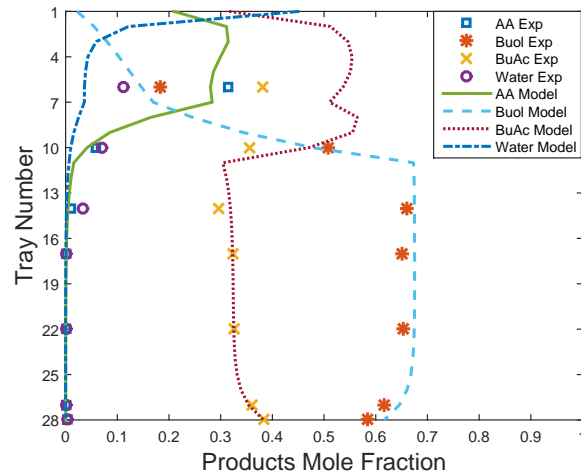 1
4
7
10
13
16
19
22
25
28
Tray Number
0
0.1
0.2
0.3
0.4
0.5
0.6
0.7
0.8
0.9
1
Products Mole Fraction
AA Exp
Buol Exp
BuAc Exp
Water Exp
AA Model
Buol Model
BuAc Model
Water Model